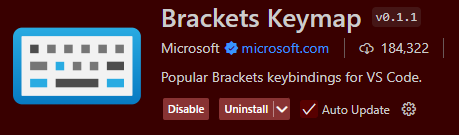 Brackets Keymap v0.1.1
Microsoft microsoft.com 184,322
Popular Brackets keybindings for VS Code.
Disable Uninstall Auto Update